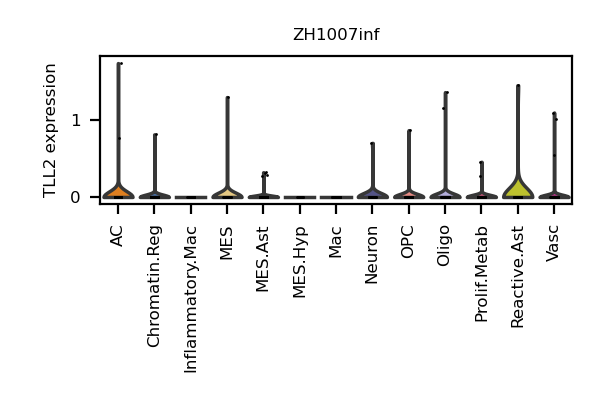 ZH1007inf
TLL2 expression
1
0
AC
Chromatin.Reg
Inflammatory.Mac
MES
MES.Ast
MES.Hyp
Mac
Neuron
OPC
Oligo
Prolif.Metab
Reactive.Ast
Vasc